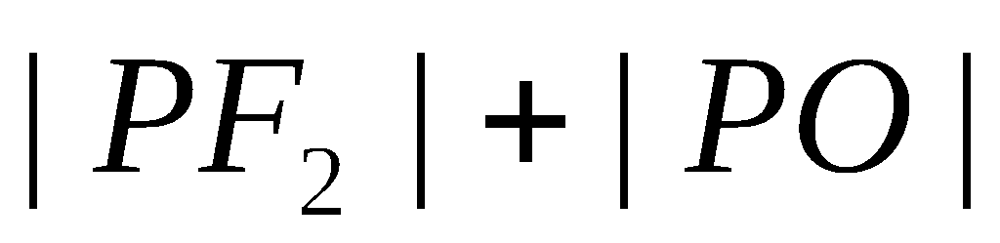 | PF₂ | + | PO |